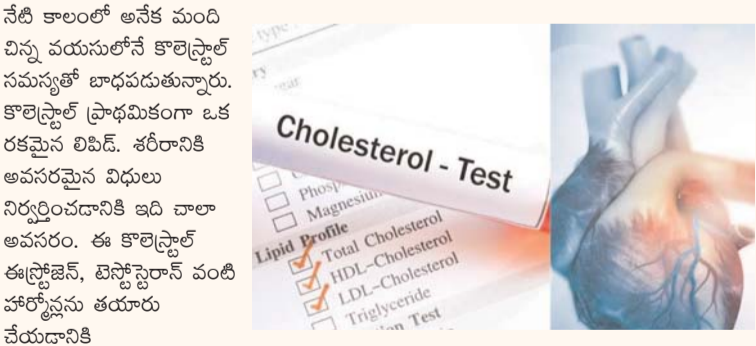 నేటి కాలంలో అనేక మంది
చిన్న వయసులోనే కొలెస్ట్రాల్
సమస్యతో బాధపడుతున్నారు.
కొలెస్ట్రాల్ ప్రాథమికంగా ఒక
రకమైన లిపిడ్. శరీరానికి
అవసరమైన విధులు
నిర్వర్తించడానికి ఇది చాలా
అవసరం. ఈ కొలెస్ట్రాల్
ఈస్ట్రోజెన్, టెస్టోస్టెరాన్ వంటి
హార్మోన్లను తయారు
చేయడానికి
Cholesterol - Test
Magnesium
Lipid Profile
Total Cholesterol
HDL-Cholesterol
LDL-Cholesterol
Triglyceride
Test